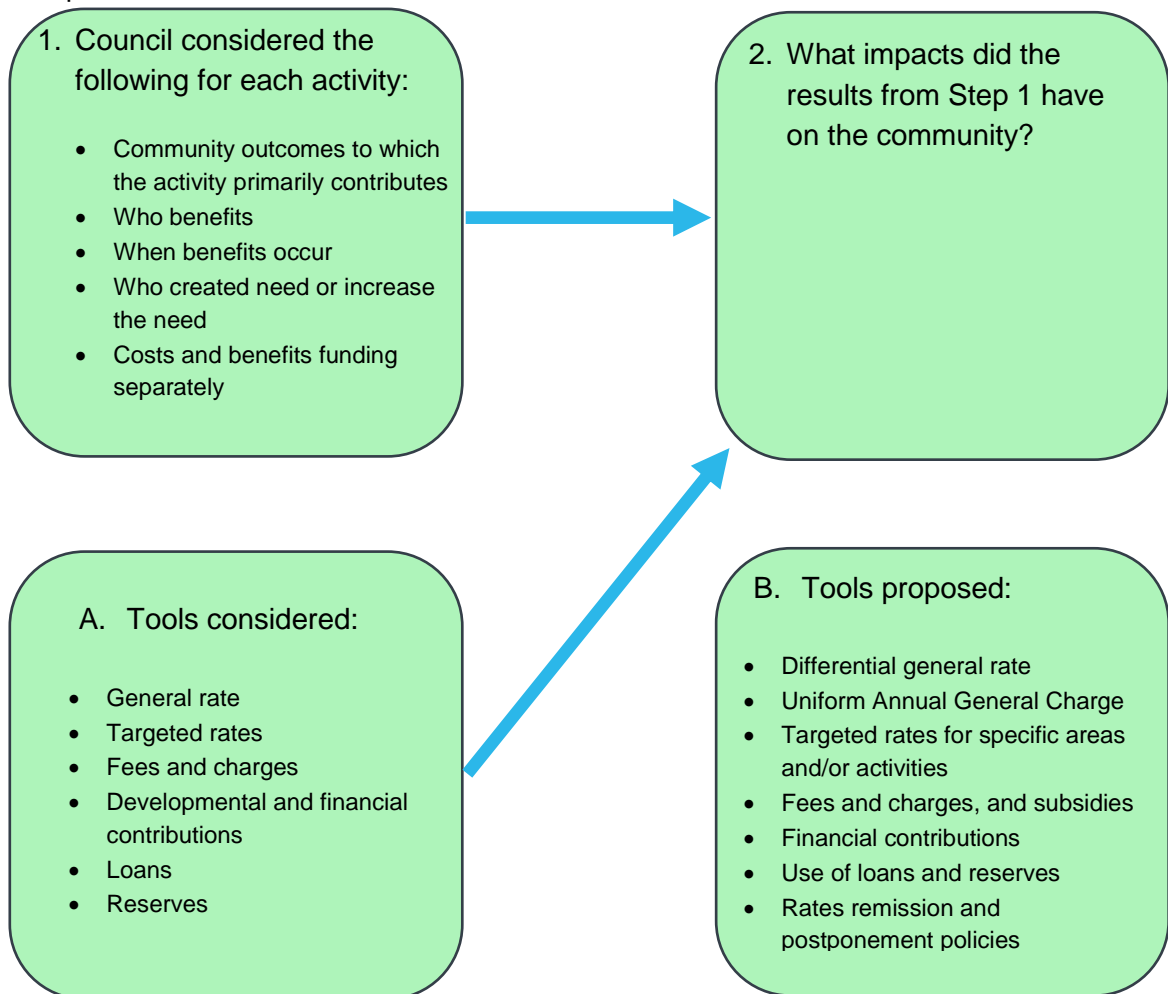 1. Council considered the
following for each activity:
• Community outcomes to which
the activity primarily contributes
• Who benefits
• When benefits occur
• Who created need or increase
the need
• Costs and benefits funding
separately
2. What impacts did the
results from Step 1 have
on the community?
A. Tools considered:
• General rate
• Targeted rates
• Fees and charges
• Developmental and financial
contributions
• Loans
• Reserves
B. Tools proposed:
• Differential general rate
• Uniform Annual General Charge
• Targeted rates for specific areas
and/or activities
• Fees and charges, and subsidies
• Financial contributions
• Use of loans and reserves
• Rates remission and
postponement policies